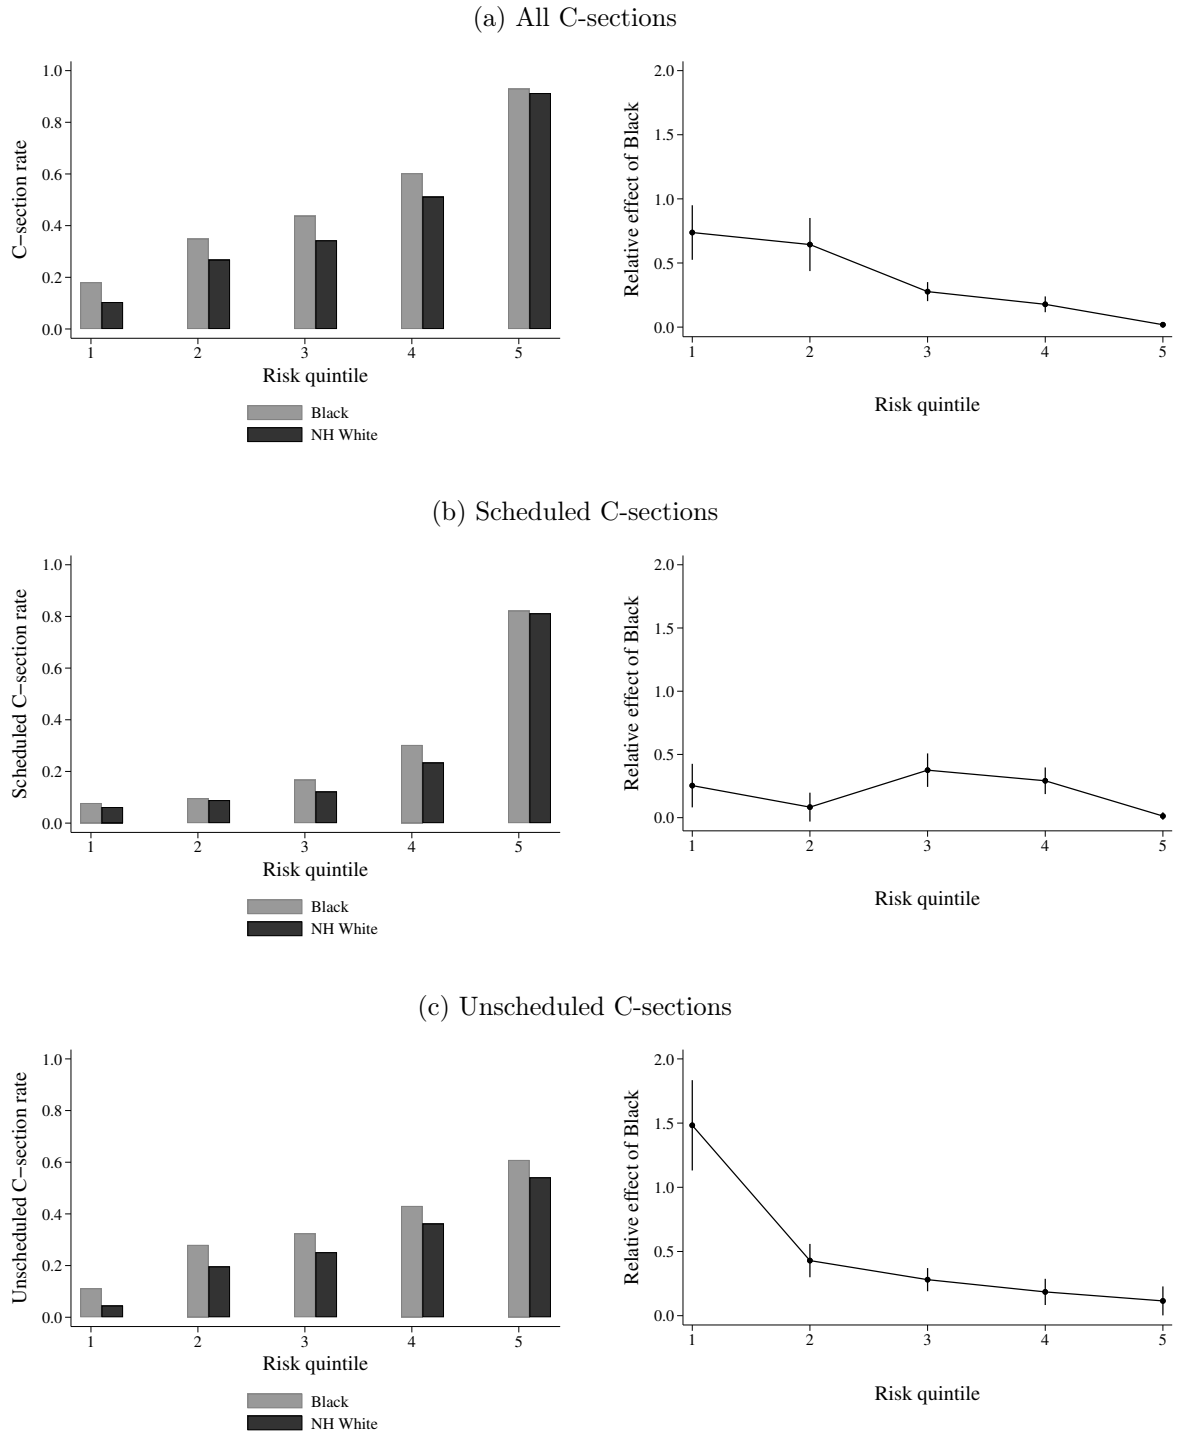 (a) All C-sections
C−section rate
1.0
0.8
0.6
0.4
0.2
0.0
1 2 3 4 5
Risk quintile
Black
NH White
Relative effect of Black
2.0
1.5
1.0
0.5
0.0
1 2 3 4 5
Risk quintile
(b) Scheduled C-sections
Scheduled C−section rate
1.0
0.8
0.6
0.4
0.2
0.0
1 2 3 4 5
Risk quintile
Black
NH White
Relative effect of Black
2.0
1.5
1.0
0.5
0.0
1 2 3 4 5
Risk quintile
(c) Unscheduled C-sections
Unscheduled C−section rate
1.0
0.8
0.6
0.4
0.2
0.0
1 2 3 4 5
Risk quintile
Black
NH White
Relative effect of Black
2.0
1.5
1.0
0.5
0.0
1 2 3 4 5
Risk quintile